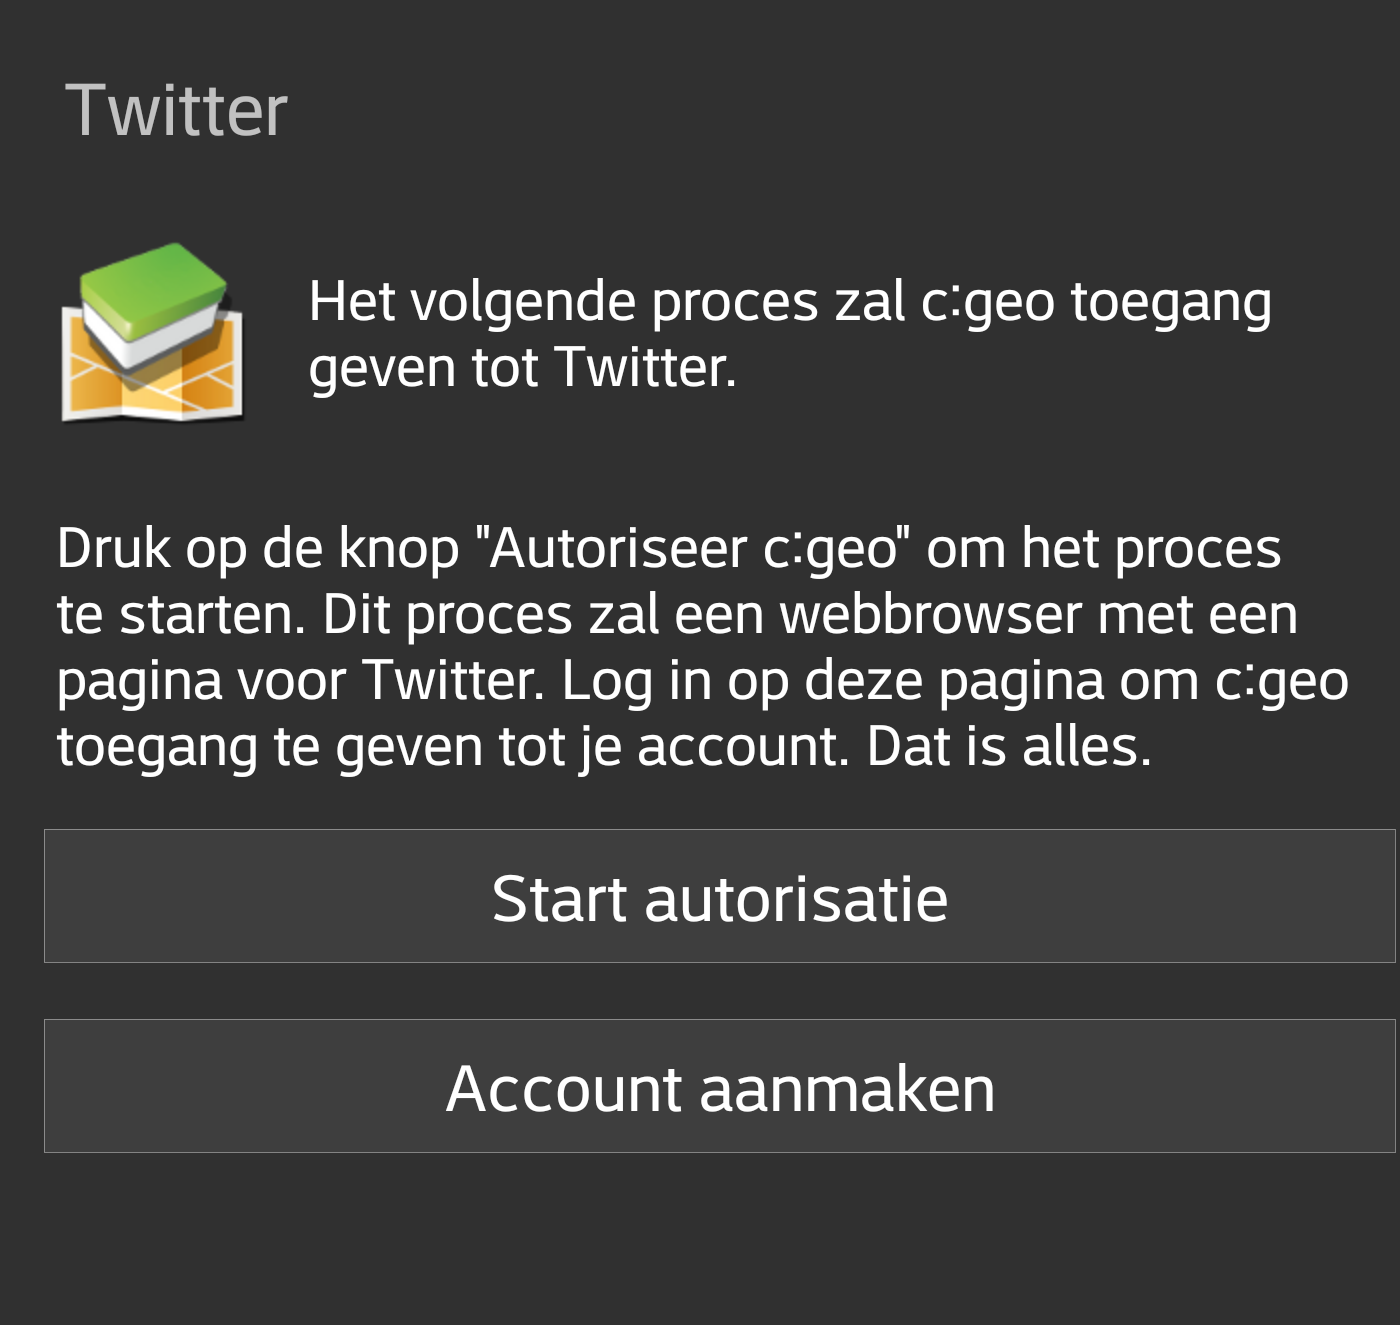 Twitter
Het volgende proces zal c:geo toegang
geven tot Twitter.
Druk op de knop "Autoriseer c:geo" om het proces
te starten. Dit proces zal een webbrowser met een
pagina voor Twitter. Log in op deze pagina om c:geo
toegang te geven tot je account. Dat is alles.
Start autorisatie
Account aanmaken